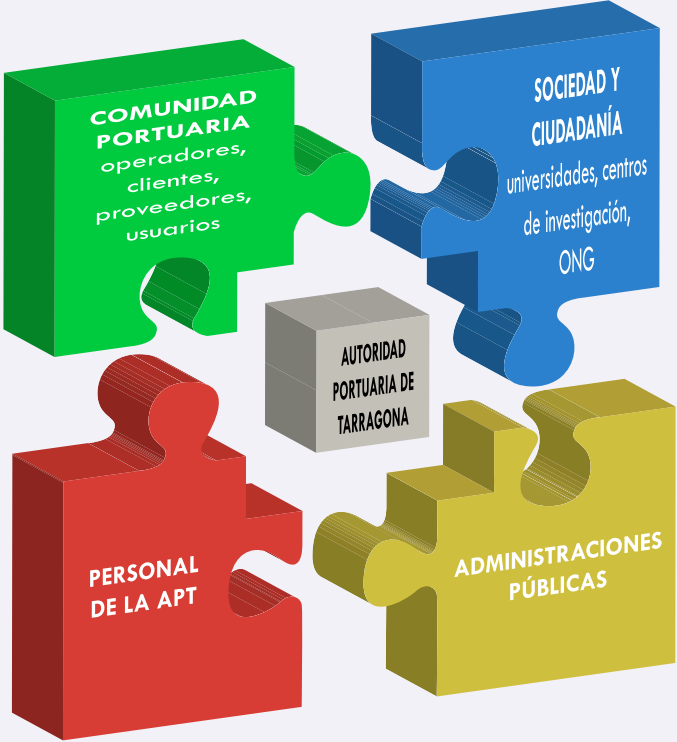 COMUNIDAD
PORTUARIA
operadores,
clientes,
proveedores,
usuarios
SOCIEDAD Y
CIUDADANÍA
universidades, centros
de investigación,
ONG
AUTORIDAD
PORTUARIA DE
TARRAGONA
PERSONAL
DE LA APT
ADMINISTRACIONES
PÚBLICAS